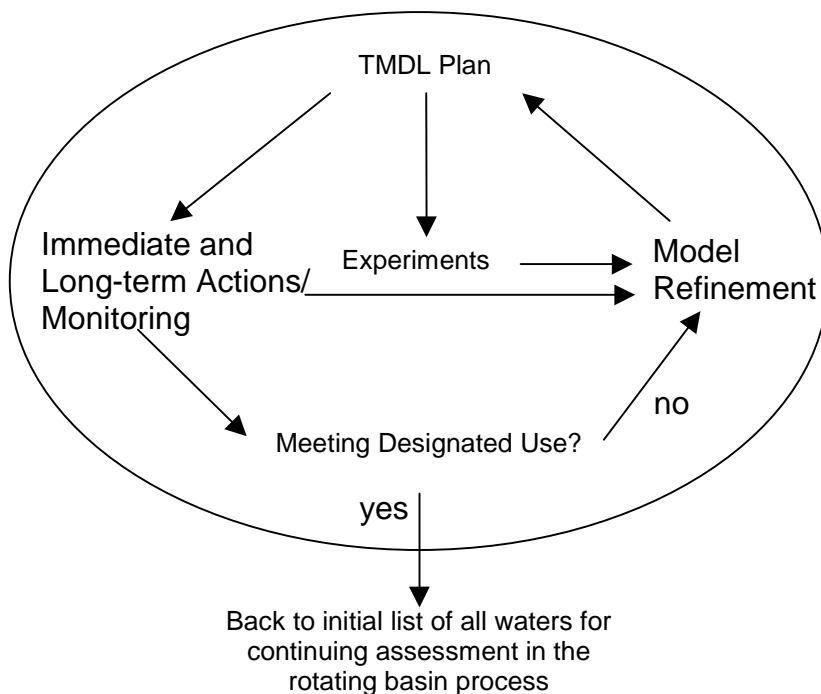 TMDL Plan
Immediate and
Long-term Actions/
Monitoring
Experiments
Model
Refinement
no
Meeting Designated Use?
yes
Back to initial list of all waters for
continuing assessment in the
rotating basin process